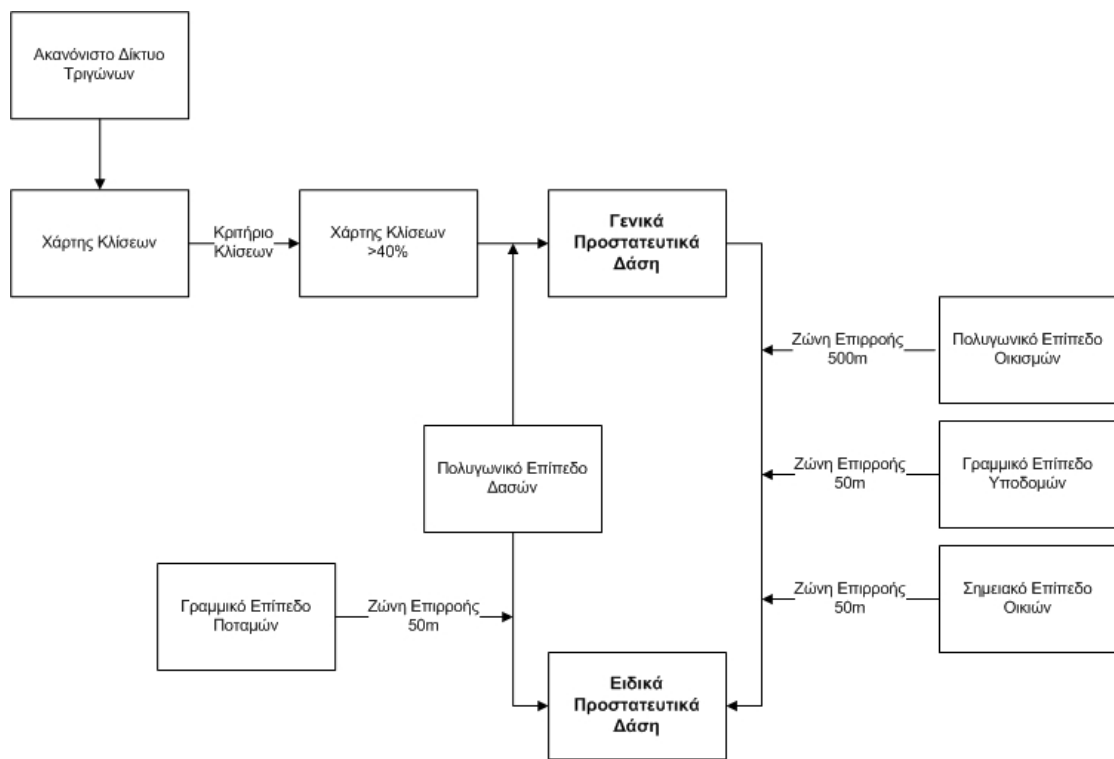 Ακανόνιστο Δίκτυο
Τριγώνων
Χάρτης Κλίσεων
Κριτήριο
Κλίσεων
Χάρτης Κλίσεων
>40%
Γενικά
Προστατευτικά
Δάση
Ζώνη Επιρροής
500m
Πολυγωνικό Επίπεδο
Οικισμών
Πολυγωνικό Επίπεδο
Δασών
Ζώνη Επιρροής
50m
Γραμμικό Επίπεδο
Υποδομών
Γραμμικό Επίπεδο
Ποταμών
Ζώνη Επιρροής
50m
Ζώνη Επιρροής
50m
Σημειακό Επίπεδο
Οικιών
Ειδικά
Προστατευτικά
Δάση